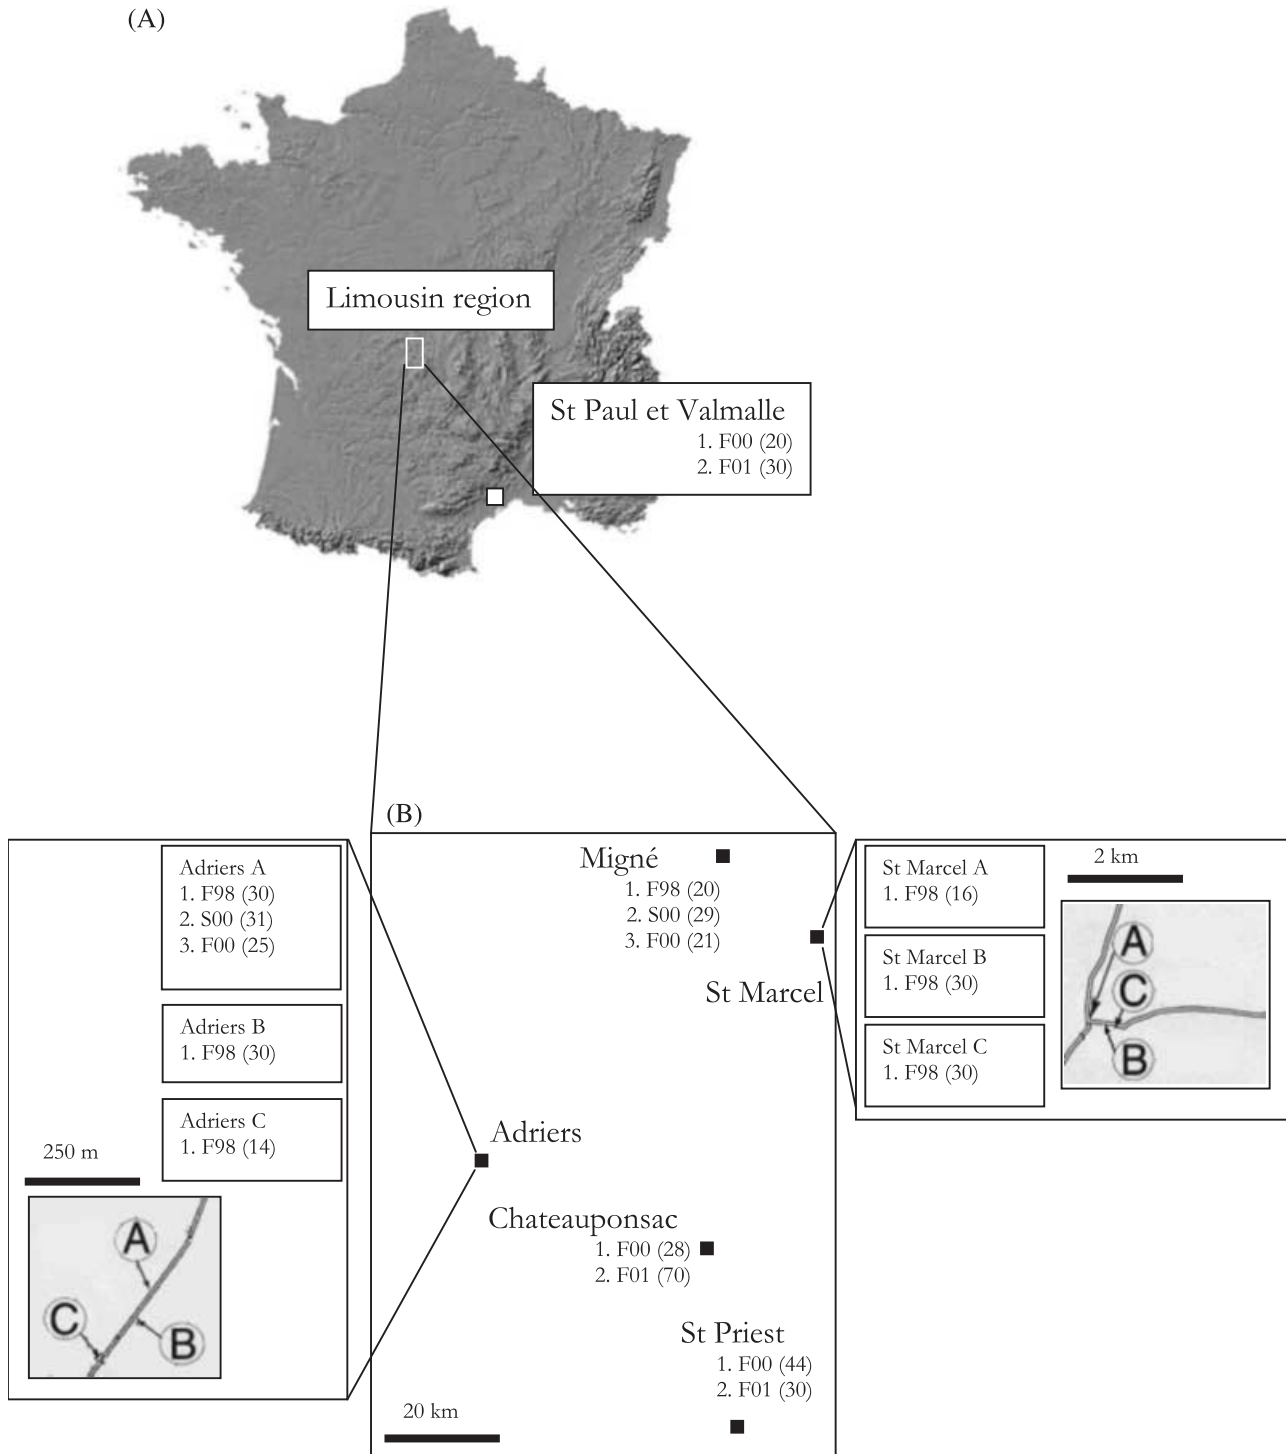 (A)
Limousin region
St Paul et Valmalle
1. F00 (20)
2. F01 (30)
(B)
Adriers A
1. F98 (30)
2. S00 (31)
3. F00 (25)
Adriers B
1. F98 (30)
Adriers C
1. F98 (14)
250 m
A
C
B
Migné
1. F98 (20)
2. S00 (29)
3. F00 (21)
St Marcel
Adriers
Chateauponsac
1. F00 (28)
2. F01 (70)
St Priest
1. F00 (44)
2. F01 (30)
20 km
St Marcel A
1. F98 (16)
St Marcel B
1. F98 (30)
St Marcel C
1. F98 (30)
2 km
A
C
B